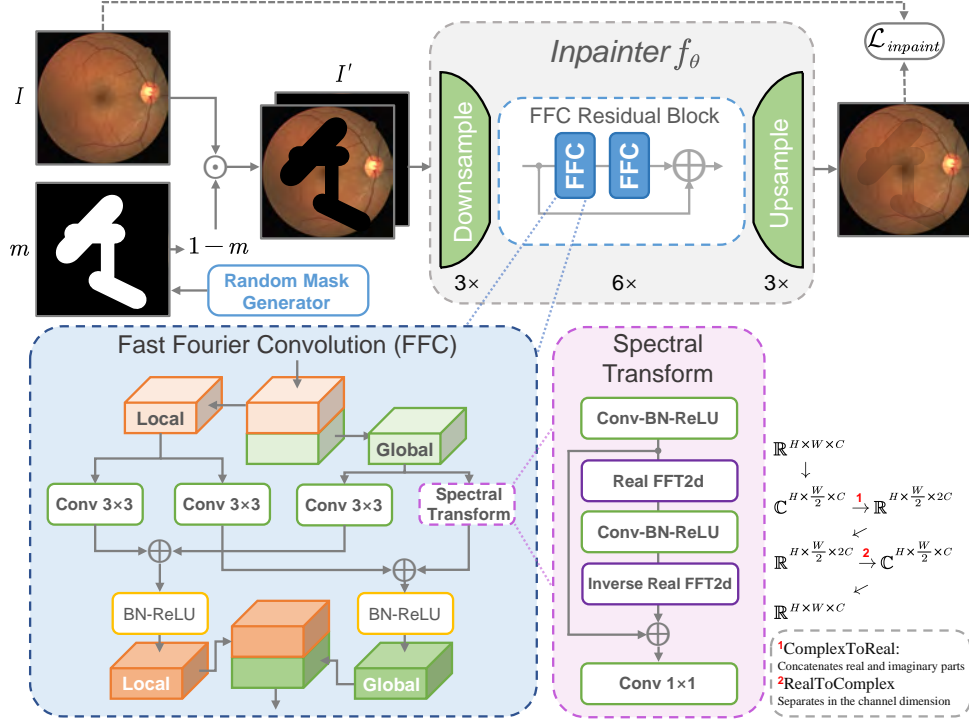 I
m
1 − m
Random Mask
Generator
I′
Inpainter f_θ
Downsample
FFC Residual Block
FFC
FFC
Upsample
3×
6×
3×
ℒ_inpaint
Fast Fourier Convolution (FFC)
Local
Global
Conv 3×3
Conv 3×3
Conv 3×3
Spectral
Transform
BN-ReLU
BN-ReLU
Local
Global
Spectral
Transform
Conv-BN-ReLU
Real FFT2d
Conv-BN-ReLU
Inverse Real FFT2d
Conv 1×1
ℝ^{H×W×C}
↓
ℂ^{H×W/2×C} →¹ ℝ^{H×W/2×2C}
↙
ℝ^{H×W/2×2C} →² ℂ^{H×W/2×C}
↙
ℝ^{H×W×C}
¹ComplexToReal:
Concatenates real and imaginary parts
²RealToComplex
Separates in the channel dimension